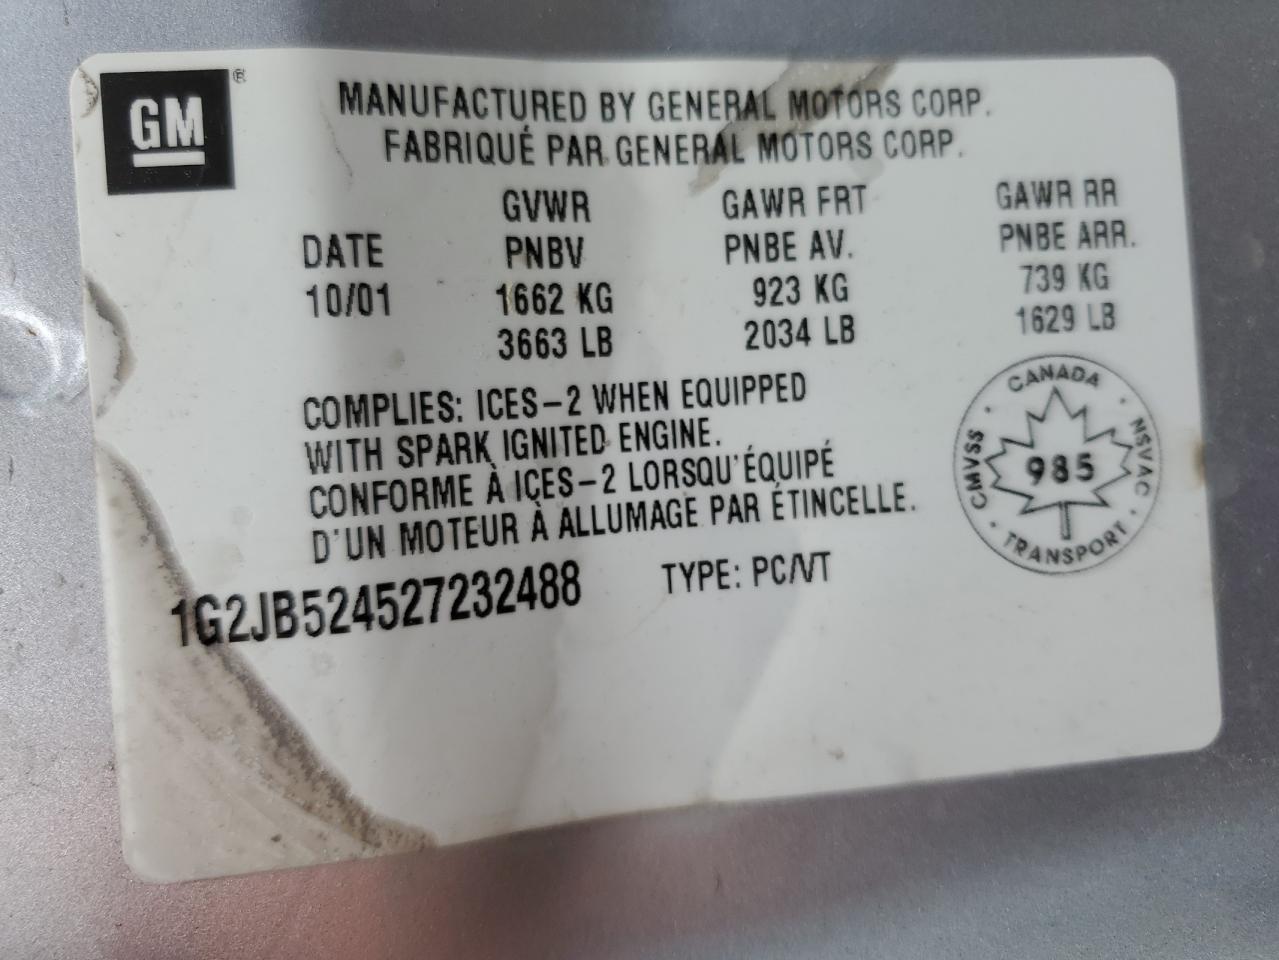 GM ®
MANUFACTURED BY GENERAL MOTORS CORP.
FABRIQUÉ PAR GENERAL MOTORS CORP.
GVWR GAWR FRT GAWR RR
DATE PNBV PNBE AV. PNBE ARR.
10/01 1662 KG 923 KG 739 KG
3663 LB 2034 LB 1629 LB
COMPLIES: ICES-2 WHEN EQUIPPED
WITH SPARK IGNITED ENGINE.
CONFORME À ICES-2 LORSQU'ÉQUIPÉ
D'UN MOTEUR À ALLUMAGE PAR ÉTINCELLE.
CANADA
CMVSS · 985 · NSVAC
TRANSPORT
1G2JB524527232488 TYPE: PC/VT